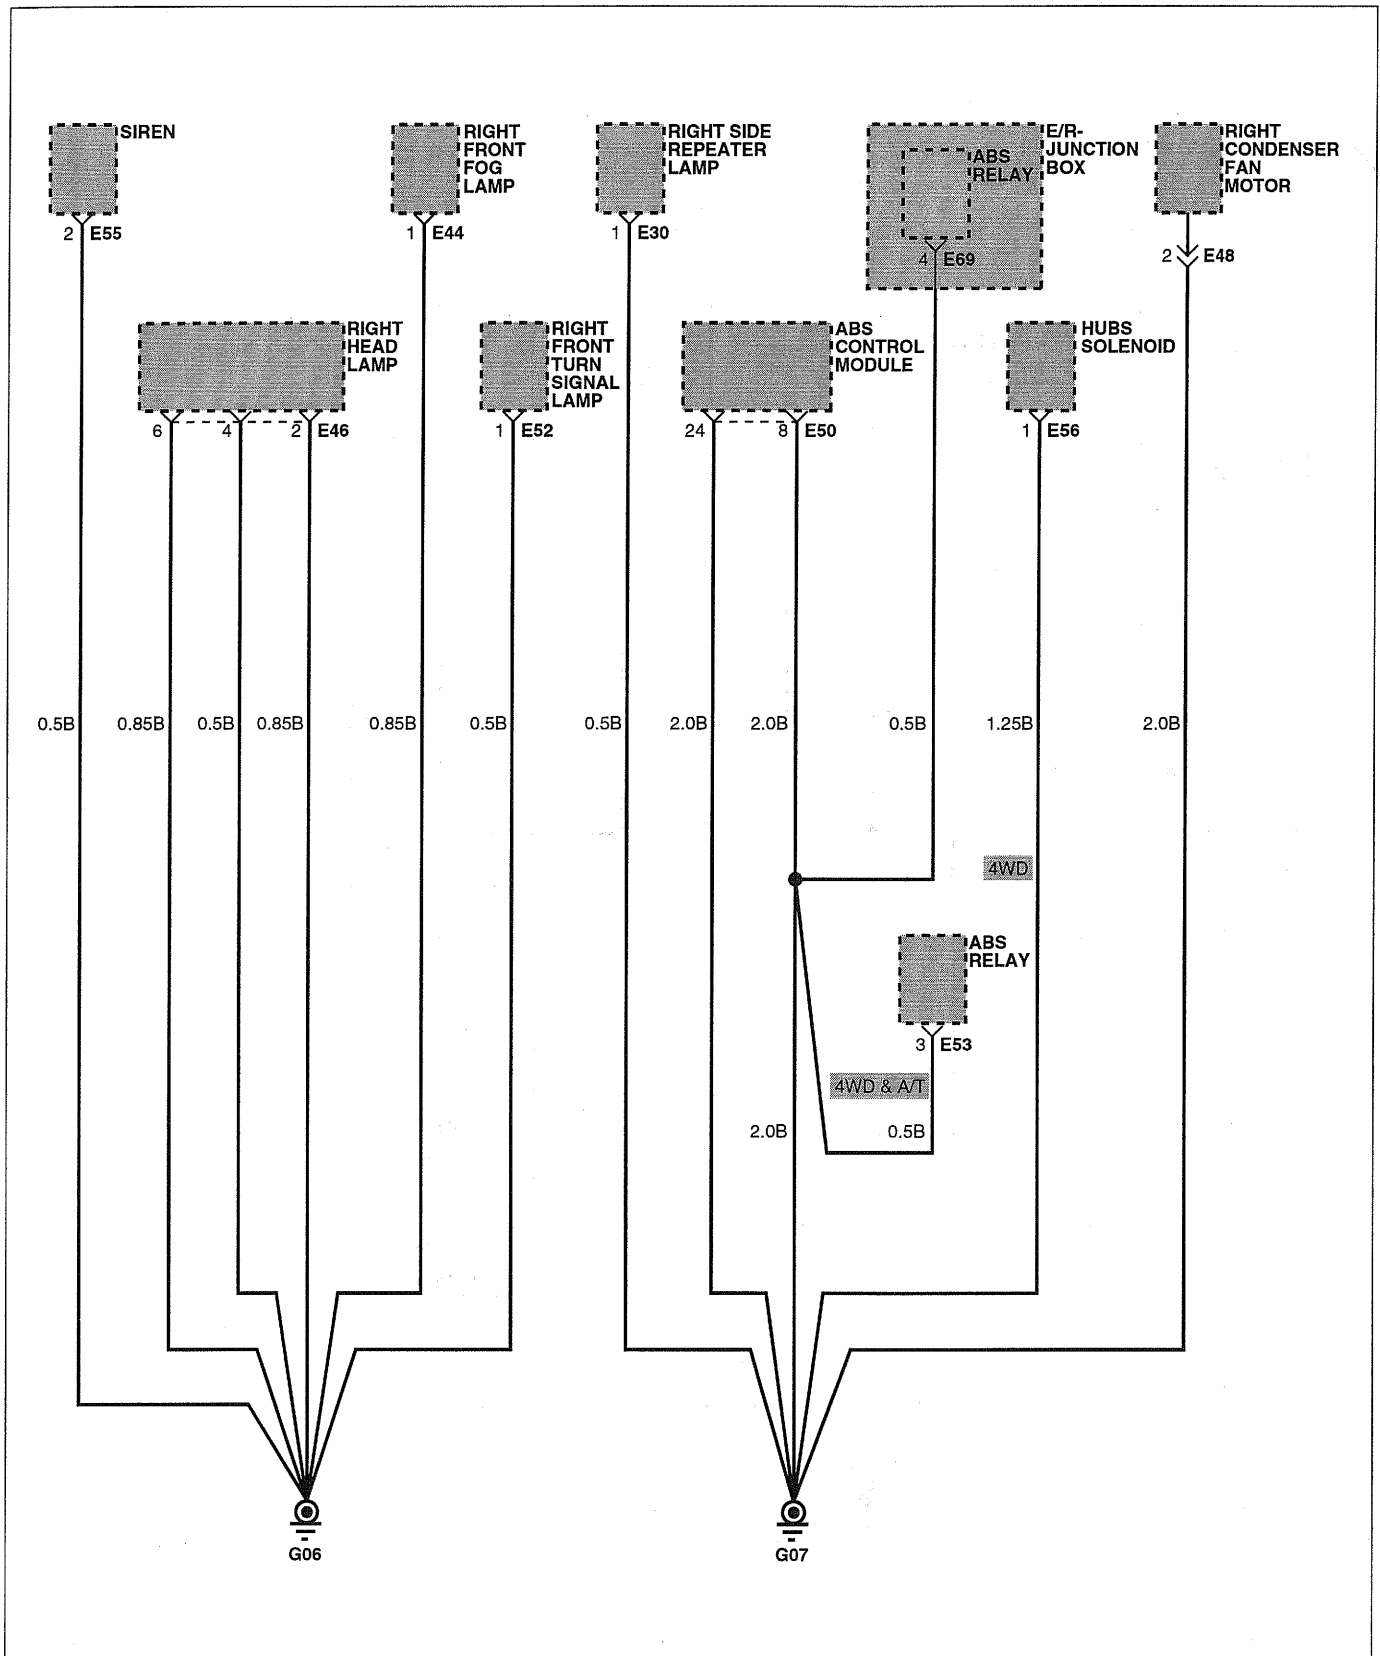 SIREN
2 E55
RIGHT
FRONT
FOG
LAMP
1 E44
RIGHT SIDE
REPEATER
LAMP
1 E30
E/R-
JUNCTION
BOX
ABS
RELAY
4 E69
RIGHT
CONDENSER
FAN
MOTOR
2 E48
RIGHT
HEAD
LAMP
6 4 2 E46
RIGHT
FRONT
TURN
SIGNAL
LAMP
1 E52
ABS
CONTROL
MODULE
24 8 E50
HUBS
SOLENOID
1 E56
0.5B 0.85B 0.5B 0.85B 0.85B 0.5B 0.5B 2.0B 2.0B 0.5B 1.25B 2.0B
4WD
ABS
RELAY
3 E53
4WD & A/T
2.0B 0.5B
G06 G07